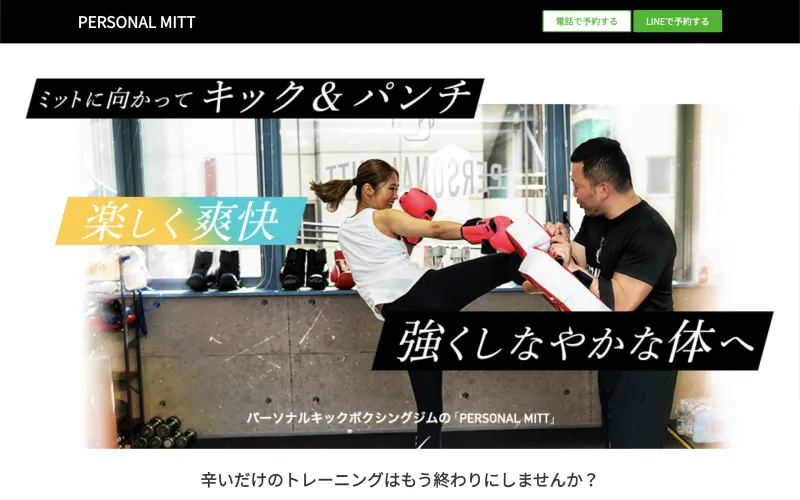 PERSONAL MITT
電話で予約する
LINEで予約する
ミットに向かって キック & パンチ
PERSONAL MITT
楽しく爽快
強くしなやかな体へ
パーソナルキックボクシングジムの「PERSONAL MITT」
辛いだけのトレーニングはもう終わりにしませんか？